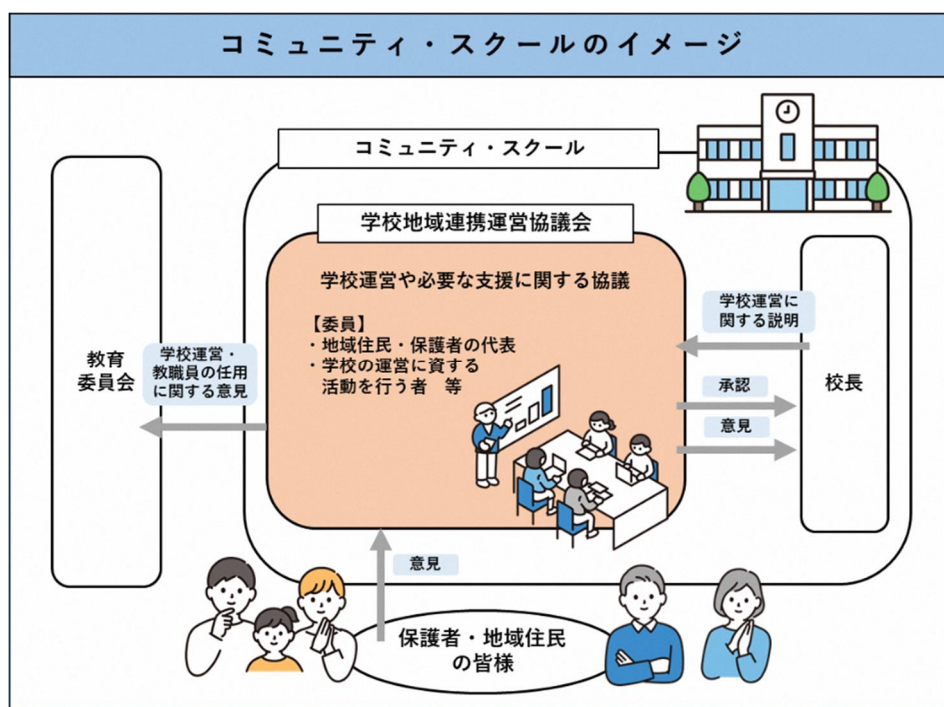 コミュニティ・スクールのイメージ
コミュニティ・スクール
学校地域連携運営協議会
学校運営や必要な支援に関する協議
【委員】
・地域住民・保護者の代表
・学校の運営に資する
活動を行う者　等
教育
委員会
学校運営・
教職員の任用
に関する意見
学校運営に
関する説明
承認
意見
校長
意見
保護者・地域住民
の皆様